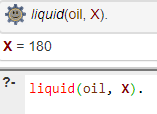 liquid(oil, X).
X = 180
?- liquid(oil, X).